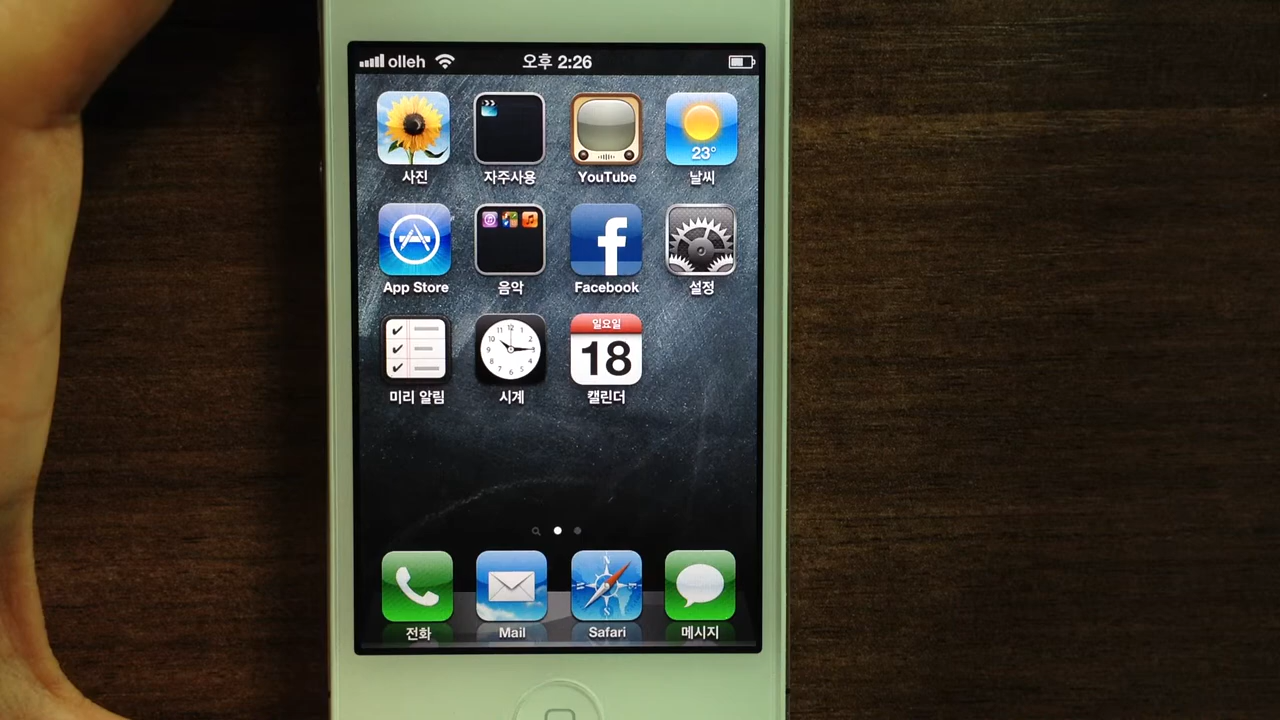 olleh 오후 2:26
사진 자주사용 YouTube 23° 날씨
App Store 음악 Facebook 설정
미리 알림 시계 일요일 18 캘린더
전화 Mail Safari 메시지